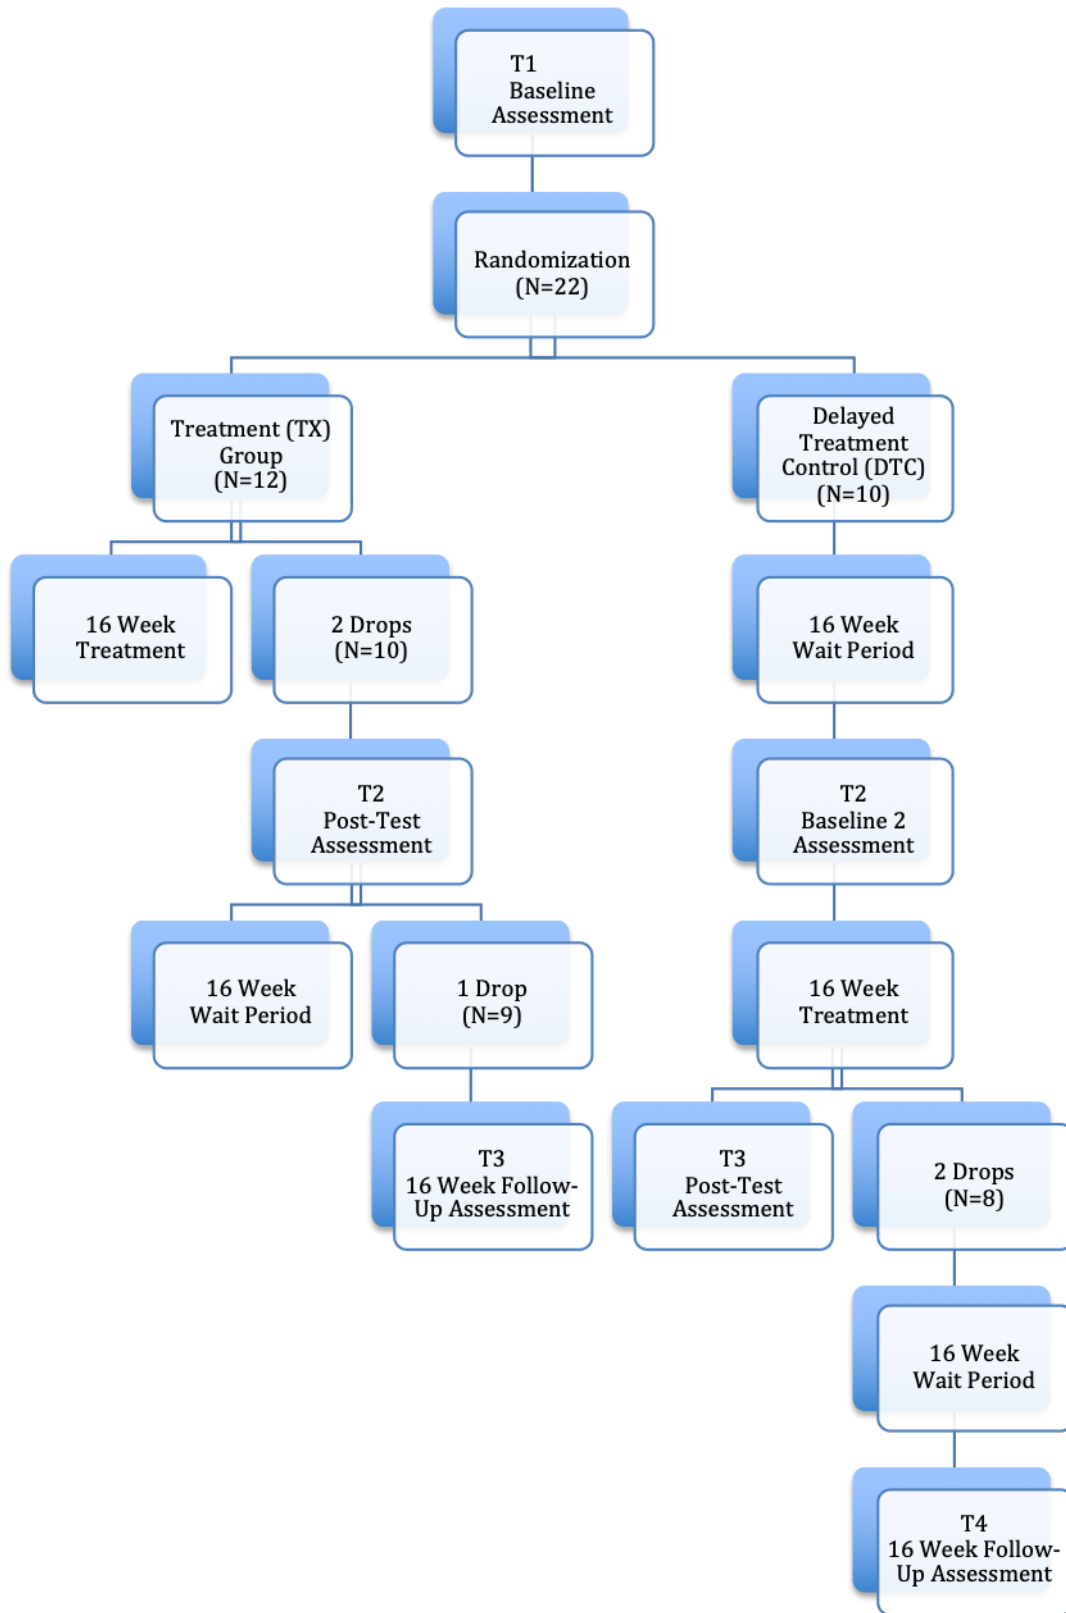 T1
Baseline
Assessment
Randomization
(N=22)
Treatment (TX)
Group
(N=12)
Delayed
Treatment
Control (DTC)
(N=10)
16 Week
Treatment
2 Drops
(N=10)
16 Week
Wait Period
T2
Post-Test
Assessment
T2
Baseline 2
Assessment
16 Week
Wait Period
1 Drop
(N=9)
16 Week
Treatment
T3
16 Week Follow-
Up Assessment
T3
Post-Test
Assessment
2 Drops
(N=8)
16 Week
Wait Period
T4
16 Week Follow-
Up Assessment